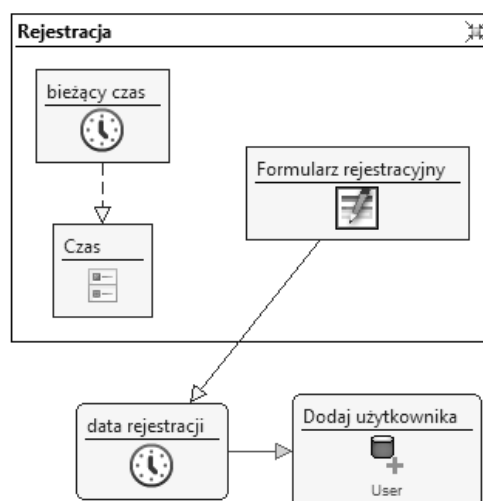 Rejestracja
bieżący czas
Formularz rejestracyjny
Czas
data rejestracji
Dodaj użytkownika
User